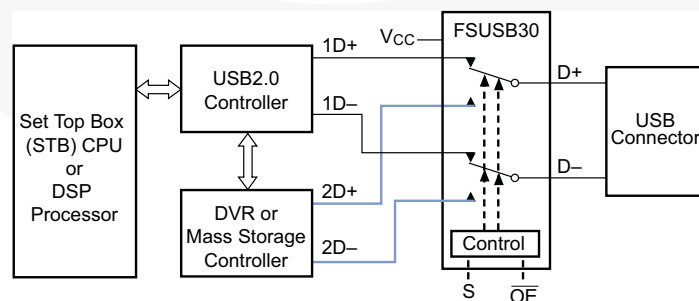 Set Top Box
(STB) CPU
or
DSP
Processor
USB2.0
Controller
DVR or
Mass Storage
Controller
1D+
1D–
2D+
2D–
VCC
FSUSB30
Control
S
OE
D+
D–
USB
Connector